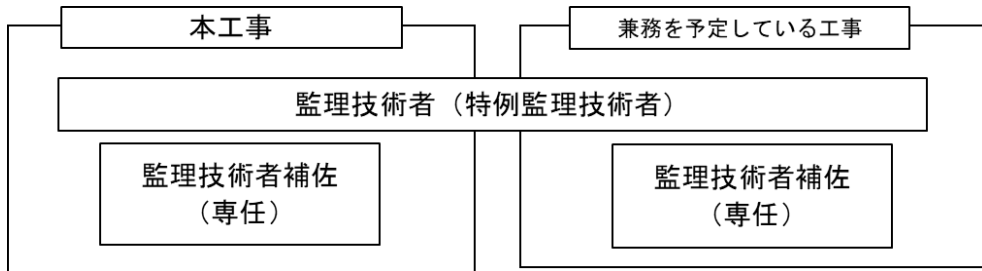 本工事
兼務を予定している工事
監理技術者（特例監理技術者）
監理技術者補佐
（専任）
監理技術者補佐
（専任）